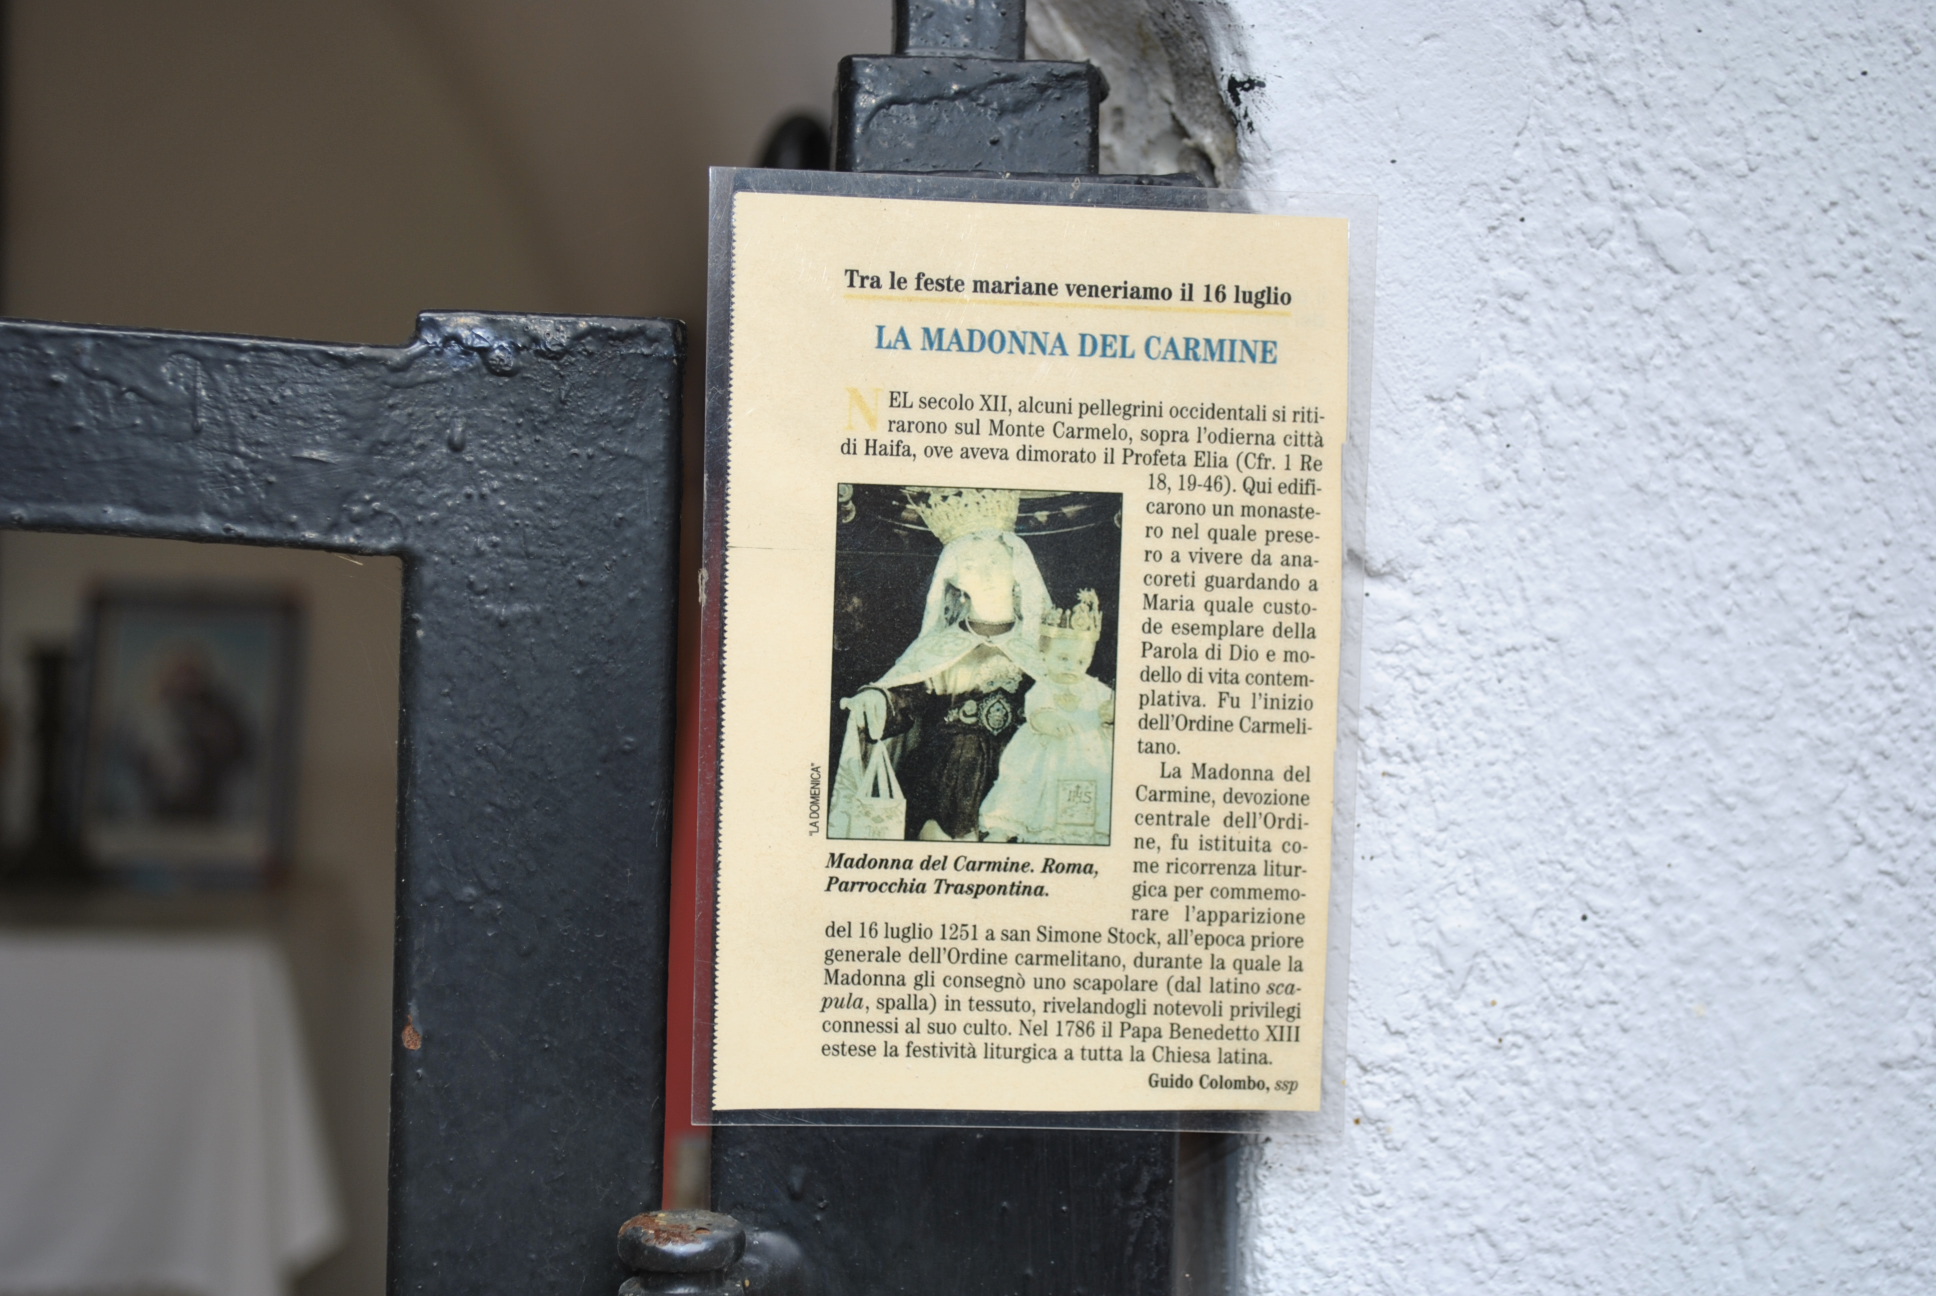 Tra le feste mariane veneriamo il 16 luglio
LA MADONNA DEL CARMINE
NEL secolo XII, alcuni pellegrini occidentali si riti-
rarono sul Monte Carmelo, sopra l'odierna città
di Haifa, ove aveva dimorato il Profeta Elia (Cfr. 1 Re
18, 19-46). Qui edifi-
carono un monaste-
ro nel quale prese-
ro a vivere da ana-
coreti guardando a
Maria quale custo-
de esemplare della
Parola di Dio e mo-
dello di vita contem-
plativa. Fu l'inizio
dell'Ordine Carmeli-
tano.
La Madonna del
Carmine, devozione
centrale dell'Ordi-
ne, fu istituita co-
me ricorrenza litur-
gica per commemo-
rare l'apparizione
del 16 luglio 1251 a san Simone Stock, all'epoca priore
generale dell'Ordine carmelitano, durante la quale la
Madonna gli consegnò uno scapolare (dal latino sca-
pula, spalla) in tessuto, rivelandogli notevoli privilegi
connessi al suo culto. Nel 1786 il Papa Benedetto XIII
estese la festività liturgica a tutta la Chiesa latina.
Guido Colombo, ssp
"LA DOMENICA"
IHS
Madonna del Carmine. Roma,
Parrocchia Traspontina.